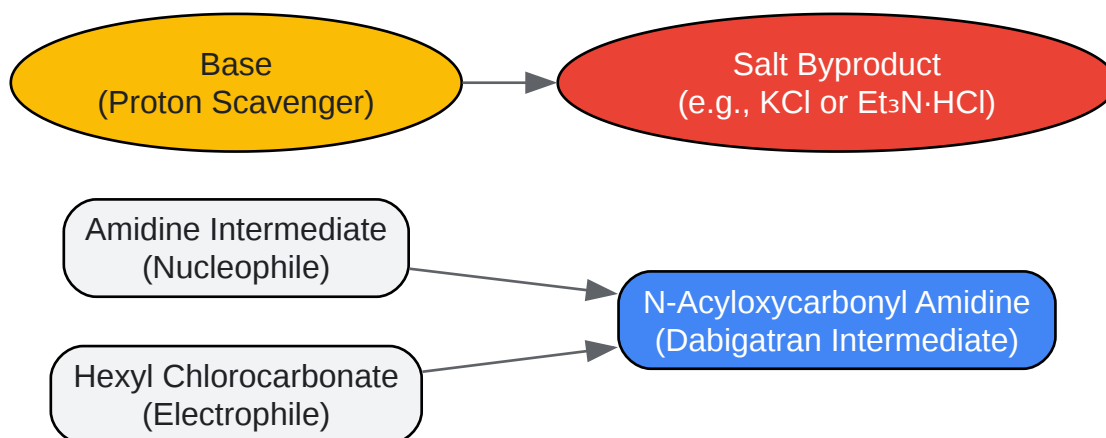 Base
(Proton Scavenger)
Salt Byproduct
(e.g., KCl or Et₃N·HCl)
Amidine Intermediate
(Nucleophile)
N-Acyloxycarbonyl Amidine
(Dabigatran Intermediate)
Hexyl Chlorocarbonate
(Electrophile)